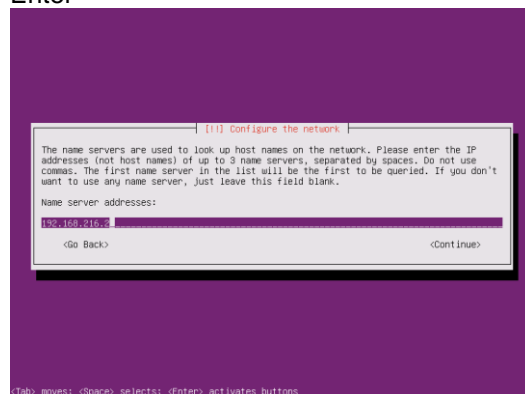 Enter
[!!] Configure the network
The name servers are used to look up host names on the network. Please enter the IP
addresses (not host names) of up to 3 name servers, separated by spaces. Do not use
commas. The first name server in the list will be the first to be queried. If you don't
want to use any name server, just leave this field blank.
Name server addresses:
192.168.216.2
<Go Back> <Continue>
<Tab> moves; <Space> selects; <Enter> activates buttons